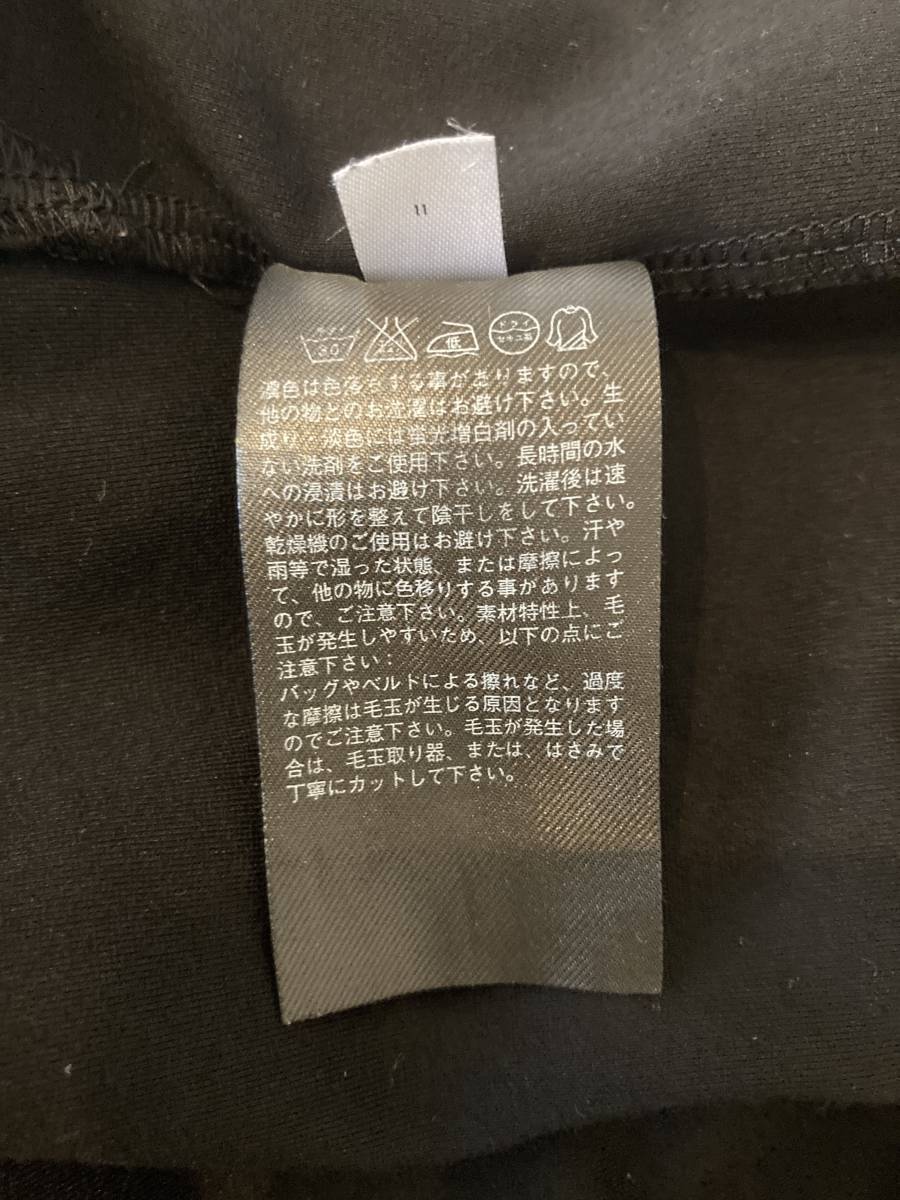 11
30
低
ドライ
セキユ系
濃色は色落ちする事がありますので、
他の物とのお洗濯はお避け下さい。生
成り・淡色には蛍光増白剤の入ってい
ない洗剤をご使用下さい。長時間の水
への浸漬はお避け下さい。洗濯後は速
やかに形を整えて陰干しをして下さい。
乾燥機のご使用はお避け下さい。汗や
雨等で湿った状態、または摩擦によっ
て、他の物に色移りする事があります
ので、ご注意下さい。素材特性上、毛
玉が発生しやすいため、以下の点にご
注意下さい：
バッグやベルドによる擦れなど、過度
な摩擦は毛玉が生じる原因となります
のでご注意下さい。毛玉が発生した場
合は、毛玉取り器、または、はさみで
丁寧にカットして下さい。